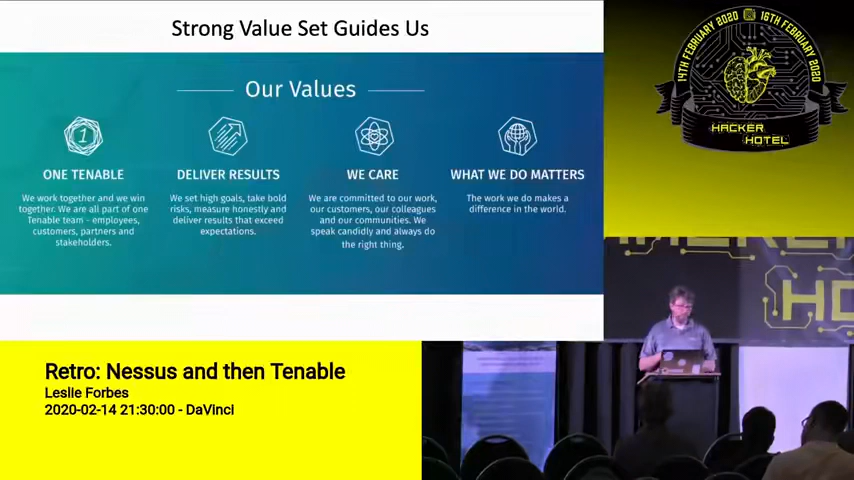 Strong Value Set Guides Us
Our Values
1
ONE TENABLE
We work together and we win
together. We are all part of one
Tenable team - employees,
customers, partners and
stakeholders.
DELIVER RESULTS
We set high goals, take bold
risks, measure honestly and
deliver results that exceed
expectations.
WE CARE
We are committed to our work,
our customers, our colleagues
and our communities. We
speak candidly and always do
the right thing.
WHAT WE DO MATTERS
The work we do makes a
difference in the world.
14TH FEBRUARY 2020
16TH FEBRUARY 2020
HACKER
HOTEL
Retro: Nessus and then Tenable
Leslie Forbes
2020-02-14 21:30:00 - DaVinci